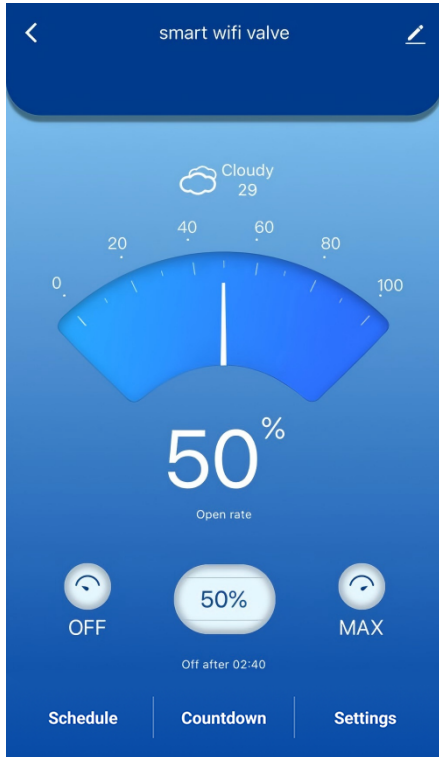 smart wifi valve
Cloudy
29
40 60
20 80
0 100
50%
Open rate
50%
OFF MAX
Off after 02:40
Schedule Countdown Settings